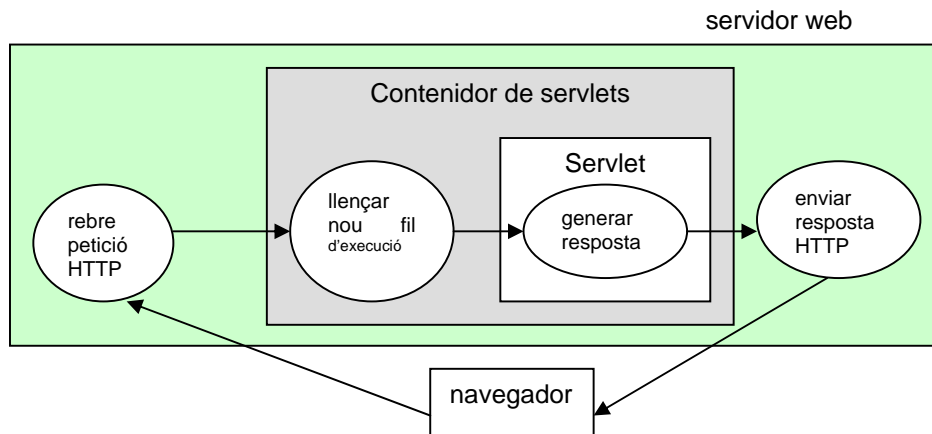 servidor web
Contenidor de servlets
Servlet
rebre
petició
HTTP
llençar
nou fil
d'execució
generar
resposta
enviar
resposta
HTTP
navegador